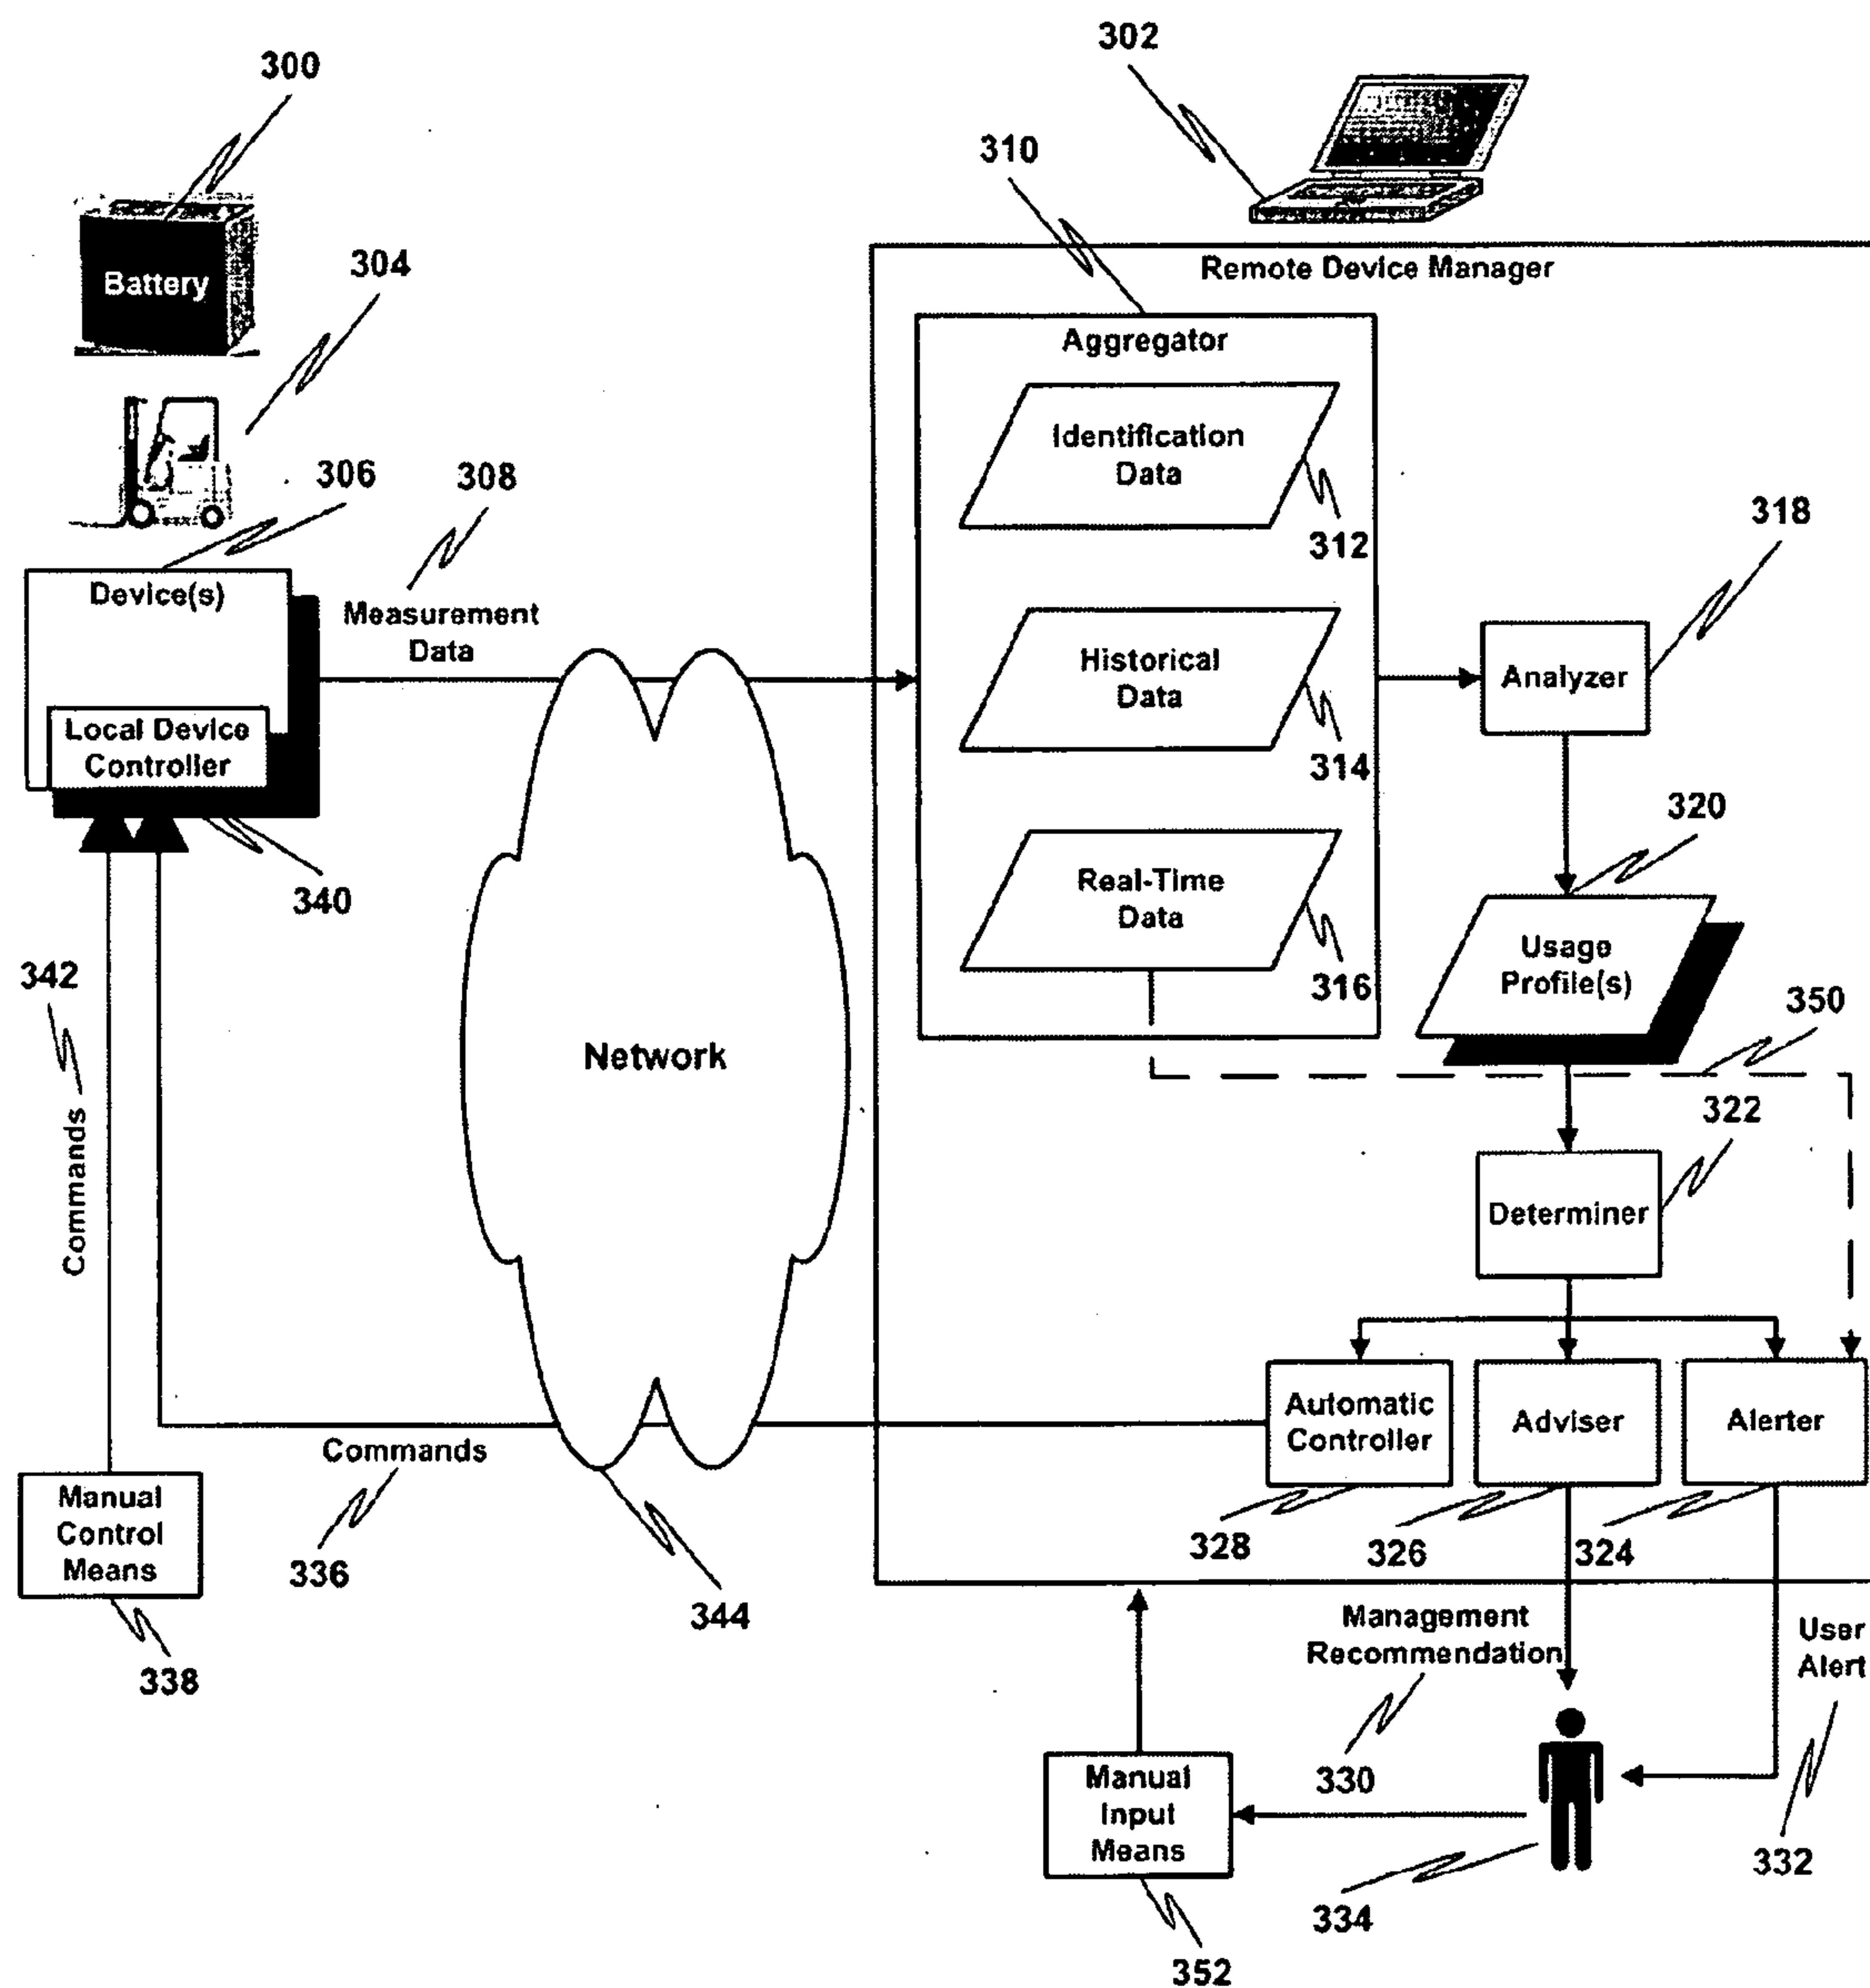 300
302
310
Battery
304
Remote Device Manager
Aggregator
Identification
Data
306
308
312
318
Device(s)
Measurement
Data
Historical
Data
Analyzer
Local Device
Controller
314
320
340
Real-Time
Data
316
Usage
Profile(s)
342
350
Network
322
Commands
Determiner
Automatic
Controller
Adviser
Alerter
Commands
336
328
326
324
Manual
Control
Means
338
344
Management
Recommendation
330
User
Alert
332
Manual
Input
Means
334
352